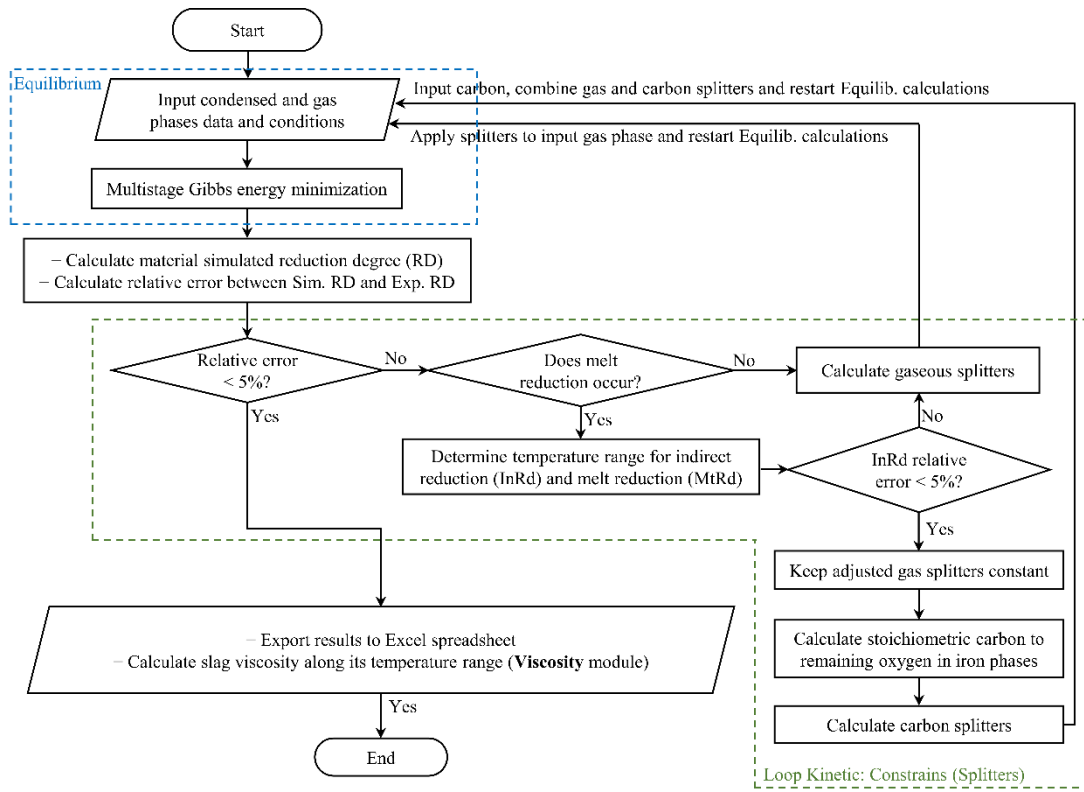 Start
Equilibrium
Input condensed and gas
phases data and conditions
Input carbon, combine gas and carbon splitters and restart Equilib. calculations
Apply splitters to input gas phase and restart Equilib. calculations
Multistage Gibbs energy minimization
− Calculate material simulated reduction degree (RD)
− Calculate relative error between Sim. RD and Exp. RD
Relative error
< 5%?
No
Does melt
reduction occur?
No
Calculate gaseous splitters
Yes
Yes
No
Determine temperature range for indirect
reduction (InRd) and melt reduction (MtRd)
InRd relative
error < 5%?
Yes
Keep adjusted gas splitters constant
Calculate stoichiometric carbon to
remaining oxygen in iron phases
Calculate carbon splitters
− Export results to Excel spreadsheet
− Calculate slag viscosity along its temperature range (Viscosity module)
Yes
End
Loop Kinetic: Constrains (Splitters)